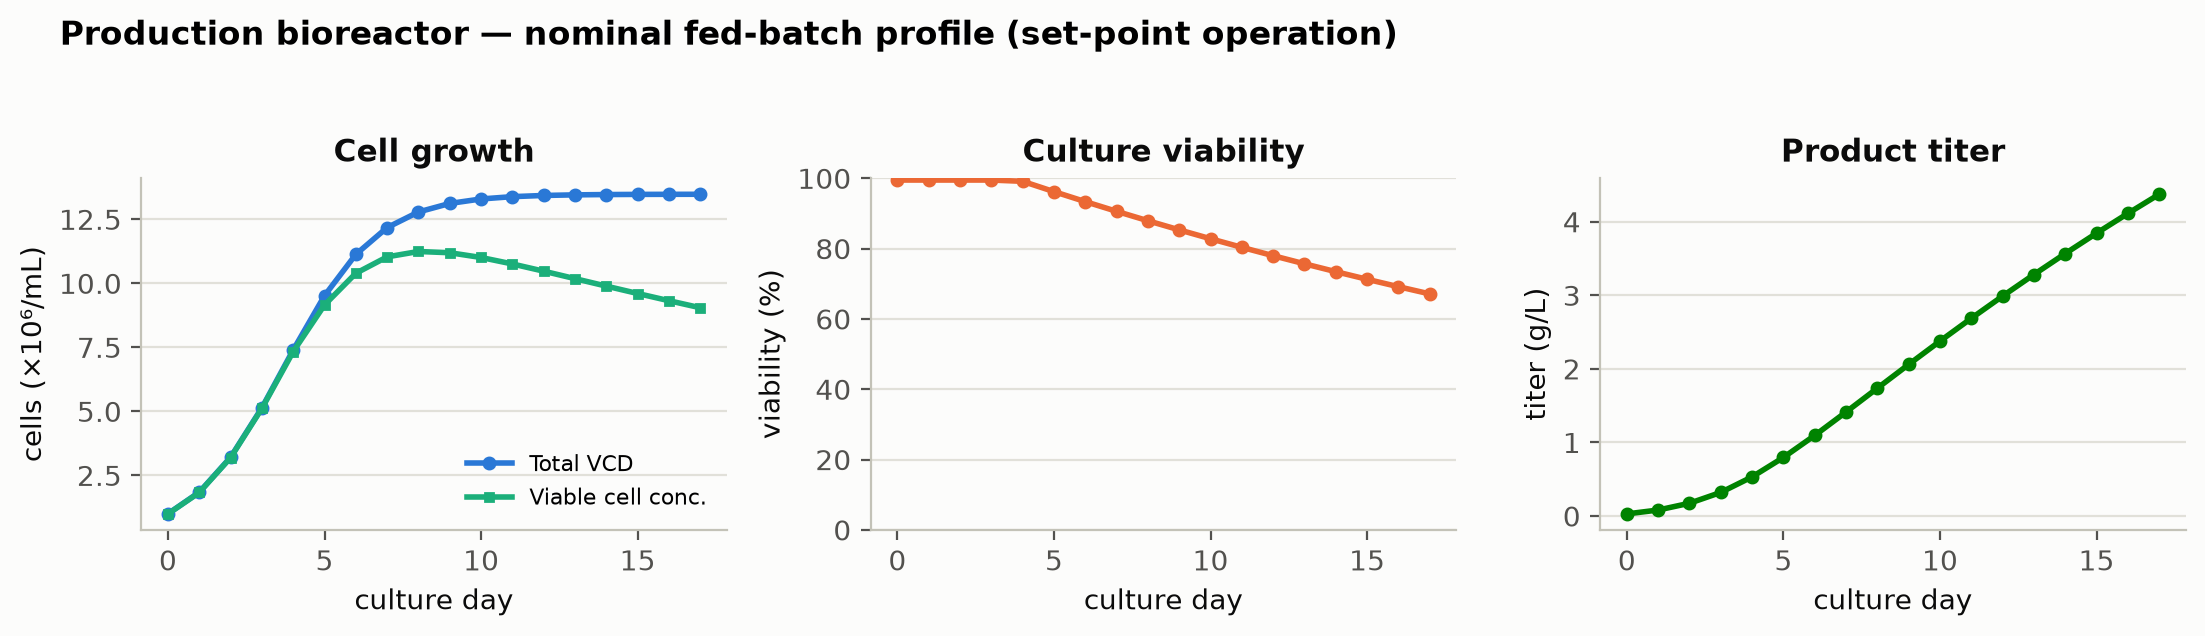 Production bioreactor — nominal fed-batch profile (set-point operation)
Cell growth
cells (×10⁶/mL)
12.5
10.0
7.5
5.0
2.5
Total VCD
Viable cell conc.
0 5 10 15
culture day
Culture viability
viability (%)
100
80
60
40
20
0
0 5 10 15
culture day
Product titer
titer (g/L)
4
3
2
1
0
0 5 10 15
culture day